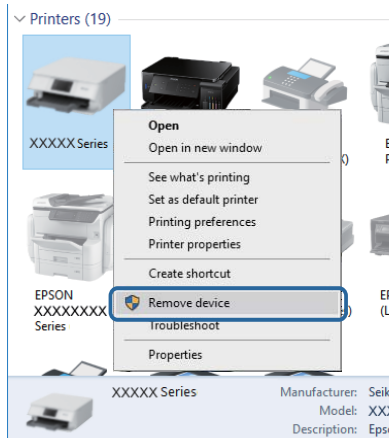 Printers (19)
XXXXX Series
Open
Open in new window
See what's printing
Set as default printer
Printing preferences
Printer properties
Create shortcut
Remove device
Troubleshoot
Properties
EPSON
XXXXXXXX
Series
XXXXX Series
Manufacturer:
Model:
Description: